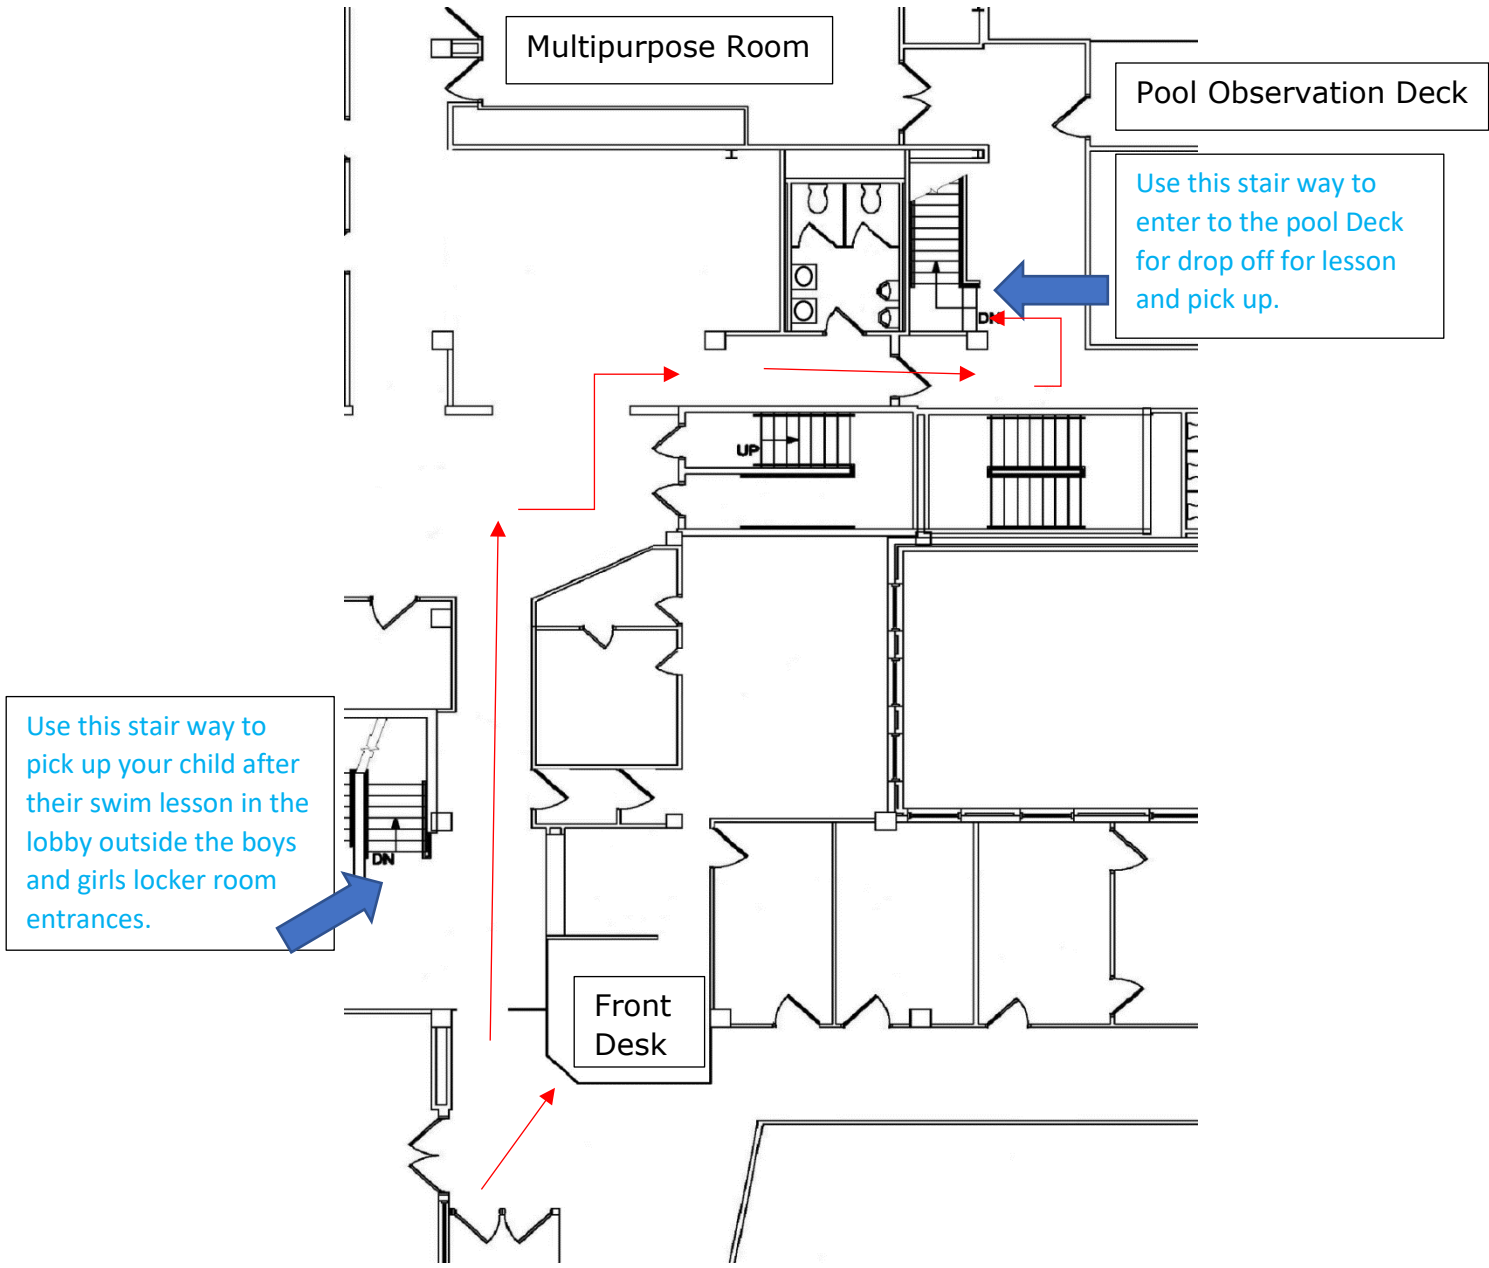 Multipurpose Room
Pool Observation Deck
Use this stair way to
enter to the pool Deck
for drop off for lesson
and pick up.
DN
UP
Use this stair way to
pick up your child after
their swim lesson in the
lobby outside the boys
and girls locker room
entrances.
DN
Front
Desk